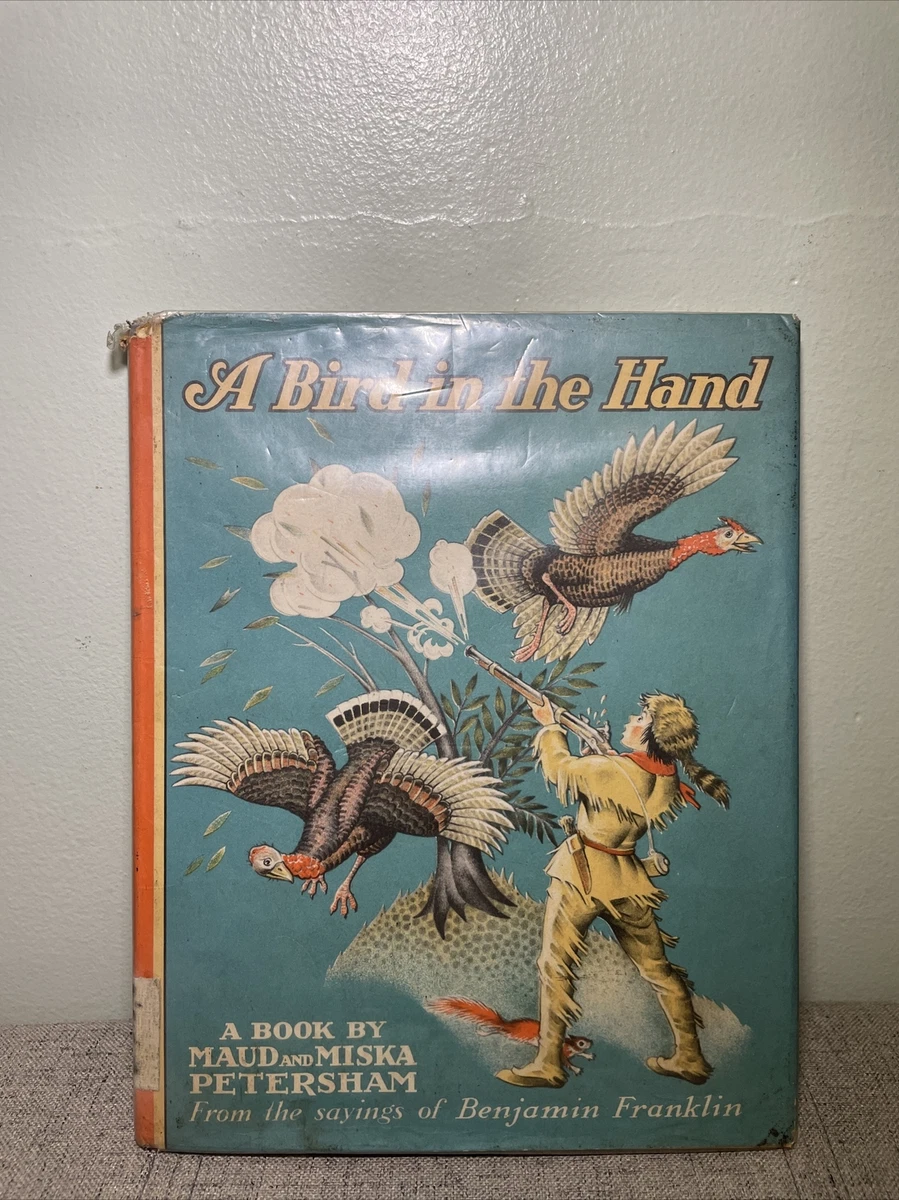 A Bird in the Hand
A BOOK BY
MAUD AND MISKA
PETERSHAM
From the sayings of Benjamin Franklin